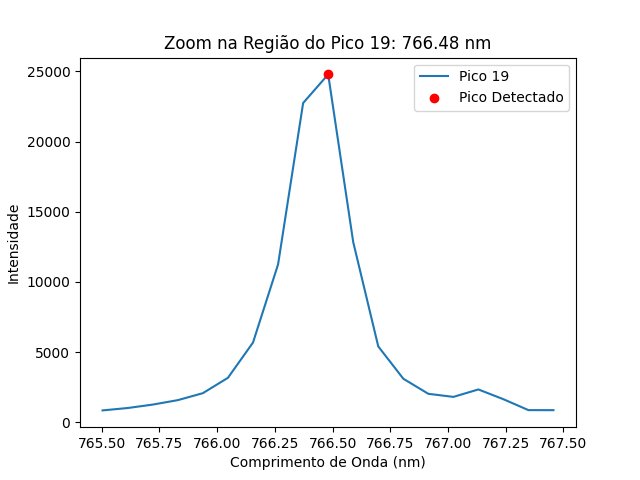 Zoom na Região do Pico 19: 766.48 nm
Pico 19
Pico Detectado
Intensidade
25000
20000
15000
10000
5000
0
765.50 765.75 766.00 766.25 766.50 766.75 767.00 767.25 767.50
Comprimento de Onda (nm)